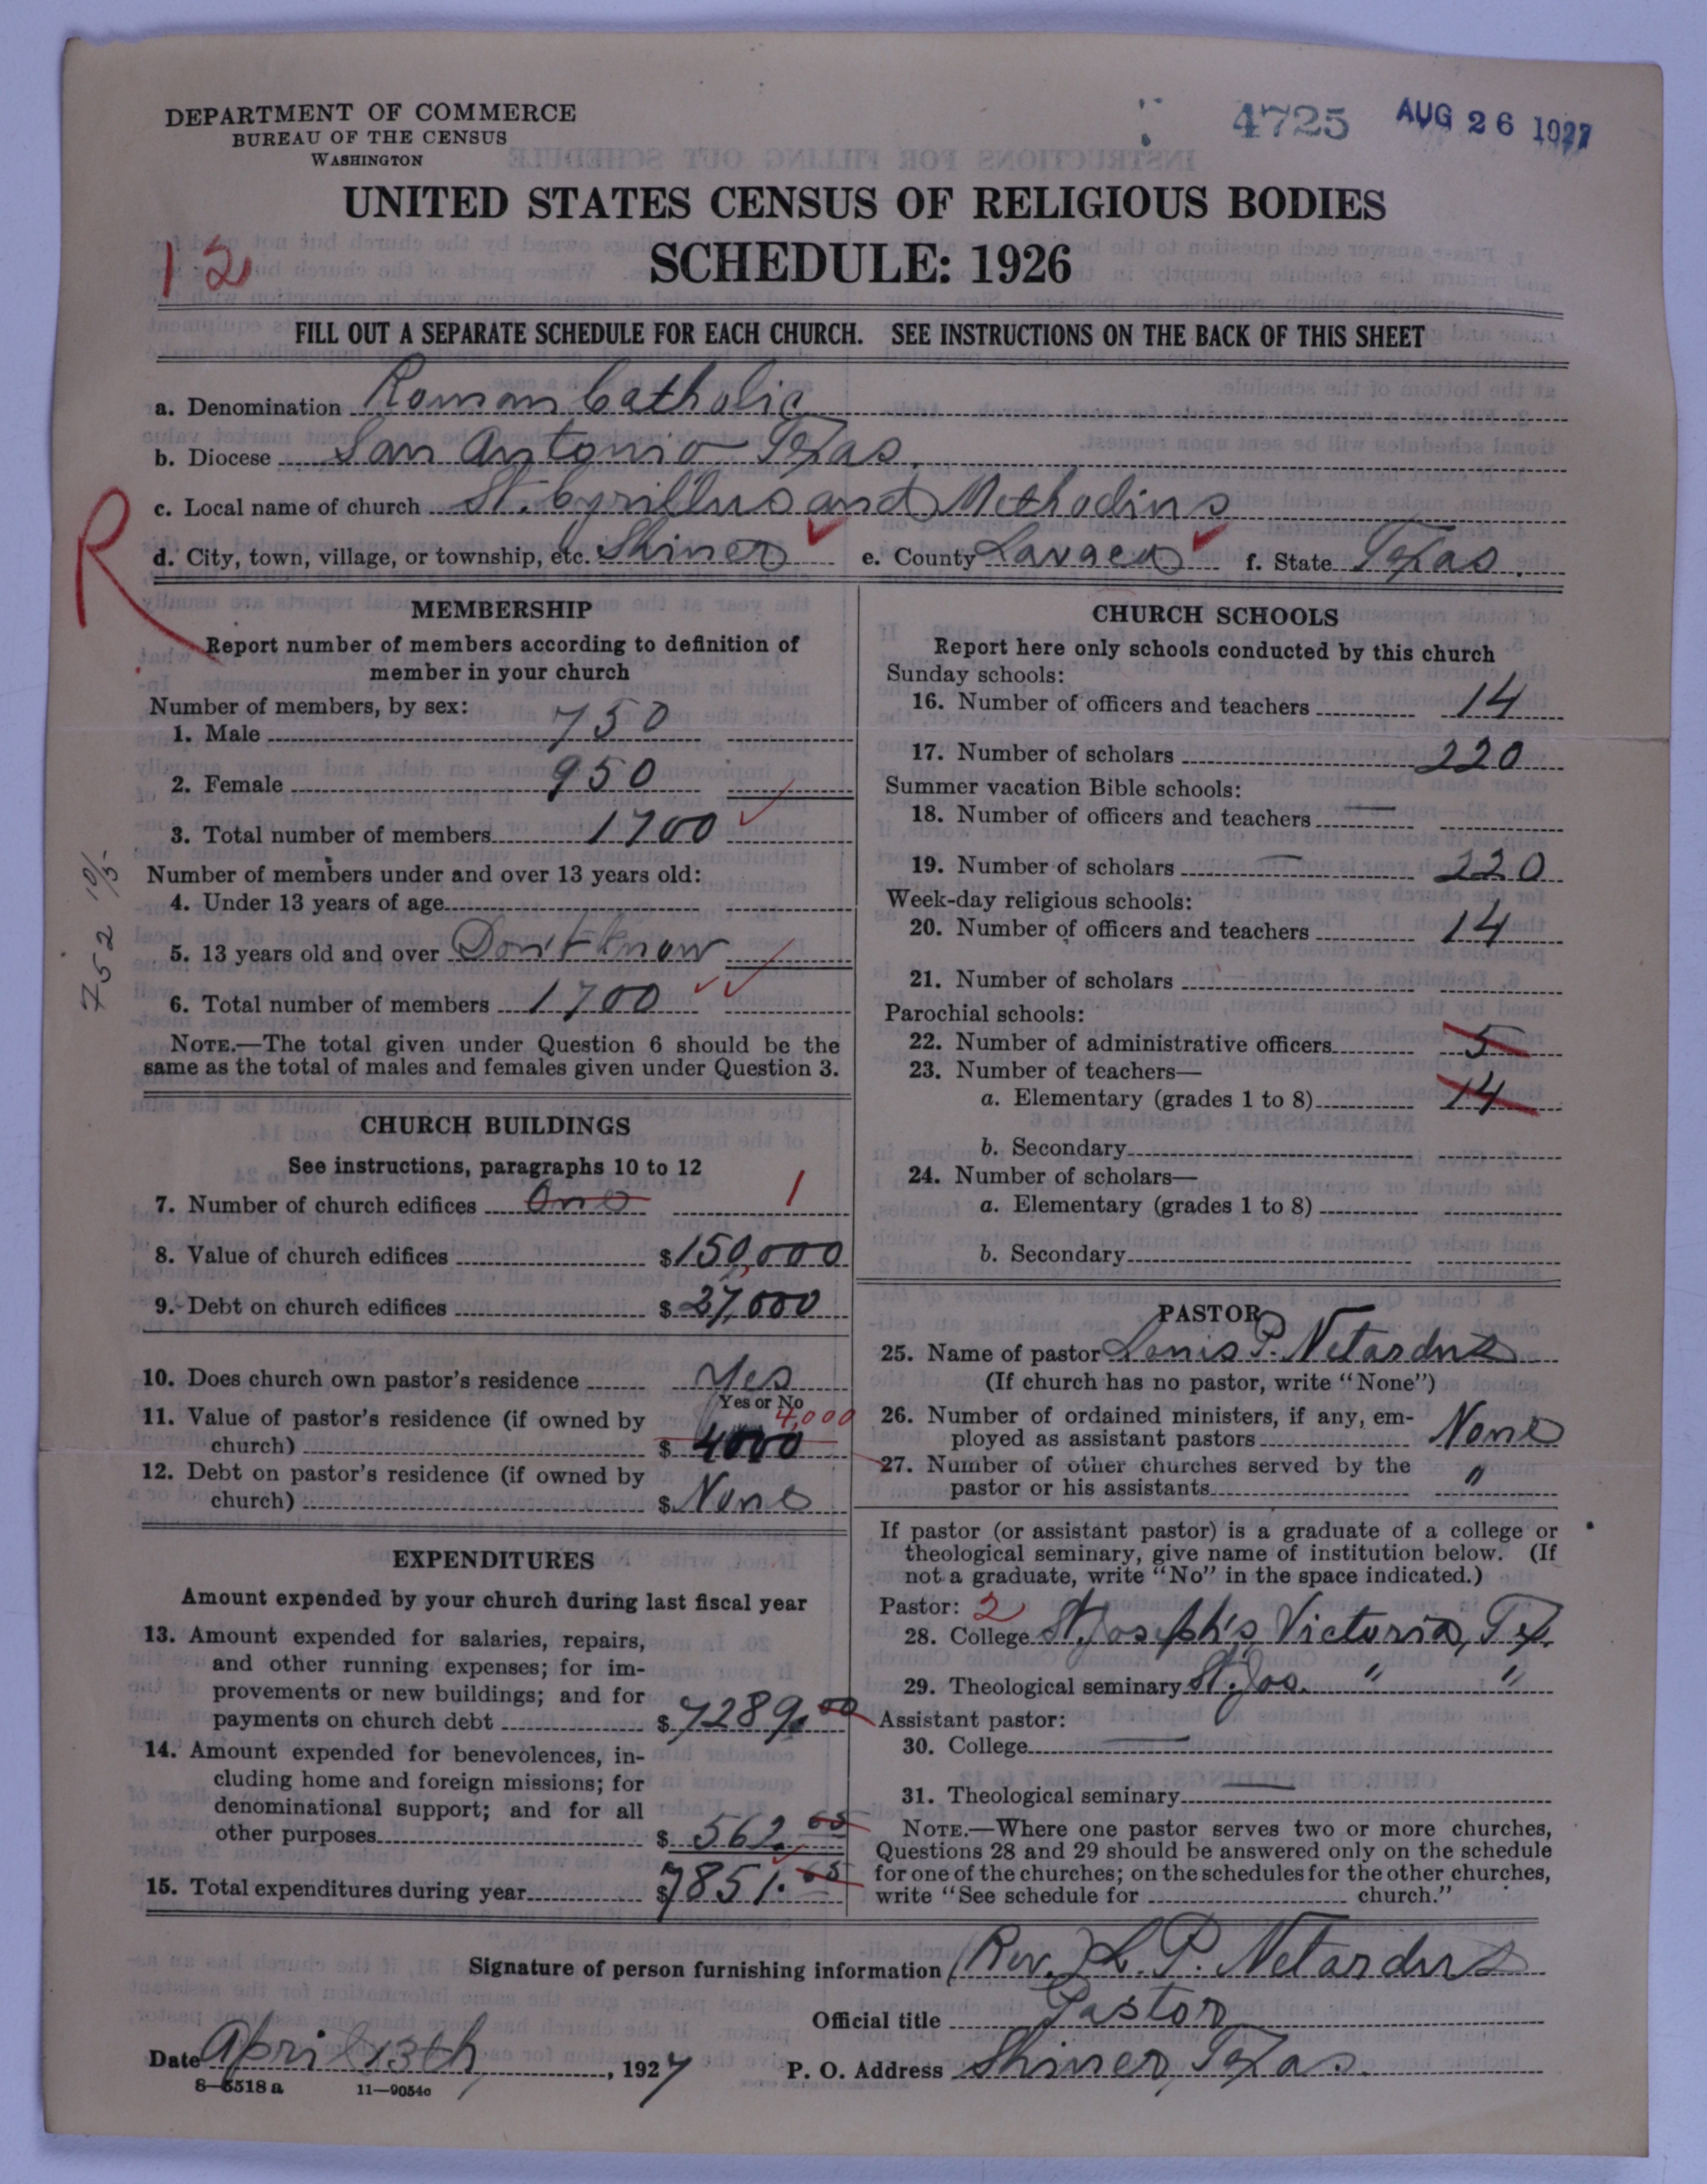 DEPARTMENT OF COMMERCE
BUREAU OF THE CENSUS
WASHINGTON
4725 AUG 26 1927
UNITED STATES CENSUS OF RELIGIOUS BODIES
SCHEDULE: 1926
12
FILL OUT A SEPARATE SCHEDULE FOR EACH CHURCH. SEE INSTRUCTIONS ON THE BACK OF THIS SHEET
a. Denomination Roman Catholic
b. Diocese San Antonio Texas.
c. Local name of church St. Cyrillus and Methodius
R
d. City, town, village, or township, etc. Shiner e. County Lavaca f. State Texas.
MEMBERSHIP
Report number of members according to definition of
member in your church
Number of members, by sex:
1. Male 750
2. Female 950
3. Total number of members 1700
Number of members under and over 13 years old:
4. Under 13 years of age
5. 13 years old and over Don't know
6. Total number of members 1700
NOTE.—The total given under Question 6 should be the
same as the total of males and females given under Question 3.
752 10/5
CHURCH BUILDINGS
See instructions, paragraphs 10 to 12
7. Number of church edifices One 1
8. Value of church edifices $150,000
9. Debt on church edifices $27,000
10. Does church own pastor's residence Yes
Yes or No
11. Value of pastor's residence (if owned by 4,000
church) $ 4000
12. Debt on pastor's residence (if owned by
church) $ None
EXPENDITURES
Amount expended by your church during last fiscal year
13. Amount expended for salaries, repairs,
and other running expenses; for im-
provements or new buildings; and for
payments on church debt $7289.00
14. Amount expended for benevolences, in-
cluding home and foreign missions; for
denominational support; and for all
other purposes $ 562.65
15. Total expenditures during year $7851.65
CHURCH SCHOOLS
Report here only schools conducted by this church
Sunday schools:
16. Number of officers and teachers 14
17. Number of scholars 220
Summer vacation Bible schools:
18. Number of officers and teachers —
19. Number of scholars — 220
Week-day religious schools:
20. Number of officers and teachers 14
21. Number of scholars
Parochial schools:
22. Number of administrative officers 5
23. Number of teachers—
a. Elementary (grades 1 to 8) 14
b. Secondary
24. Number of scholars—
a. Elementary (grades 1 to 8)
b. Secondary
PASTOR
25. Name of pastor Louis P. Netardus
(If church has no pastor, write "None")
26. Number of ordained ministers, if any, em-
ployed as assistant pastors None
27. Number of other churches served by the
pastor or his assistants "
If pastor (or assistant pastor) is a graduate of a college or
theological seminary, give name of institution below. (If
not a graduate, write "No" in the space indicated.)
Pastor: 2
28. College St. Joseph's, Victoria, Tex.
29. Theological seminary St. Jos. " "
Assistant pastor:
30. College —
31. Theological seminary —
NOTE.—Where one pastor serves two or more churches,
Questions 28 and 29 should be answered only on the schedule
for one of the churches; on the schedules for the other churches,
write "See schedule for church."
Signature of person furnishing information Rev. L. P. Netardus
Official title Pastor
Date April 13th, 1927 P. O. Address Shiner, Texas.
8—5518 a 11—9054c